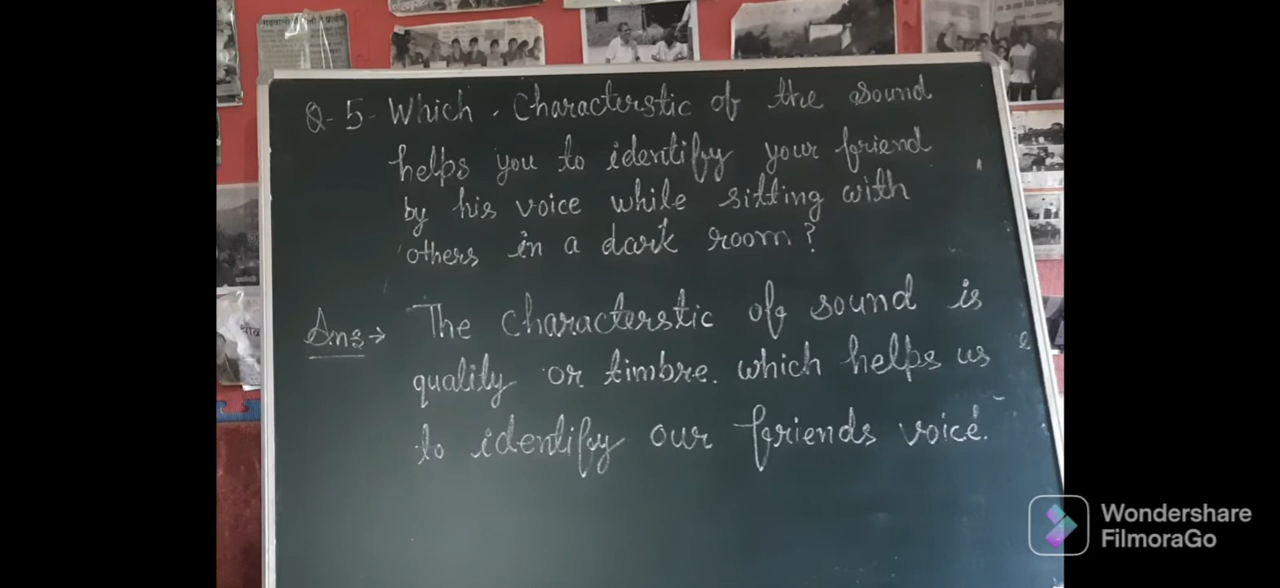 Q-5- Which characterstic of the sound
helps you to identify your friend
by his voice while sitting with
others in a dark room?
Ans→ The characterstic of sound is
quality or timbre. which helps us
to identify our friends voice.
Wondershare
FilmoraGo